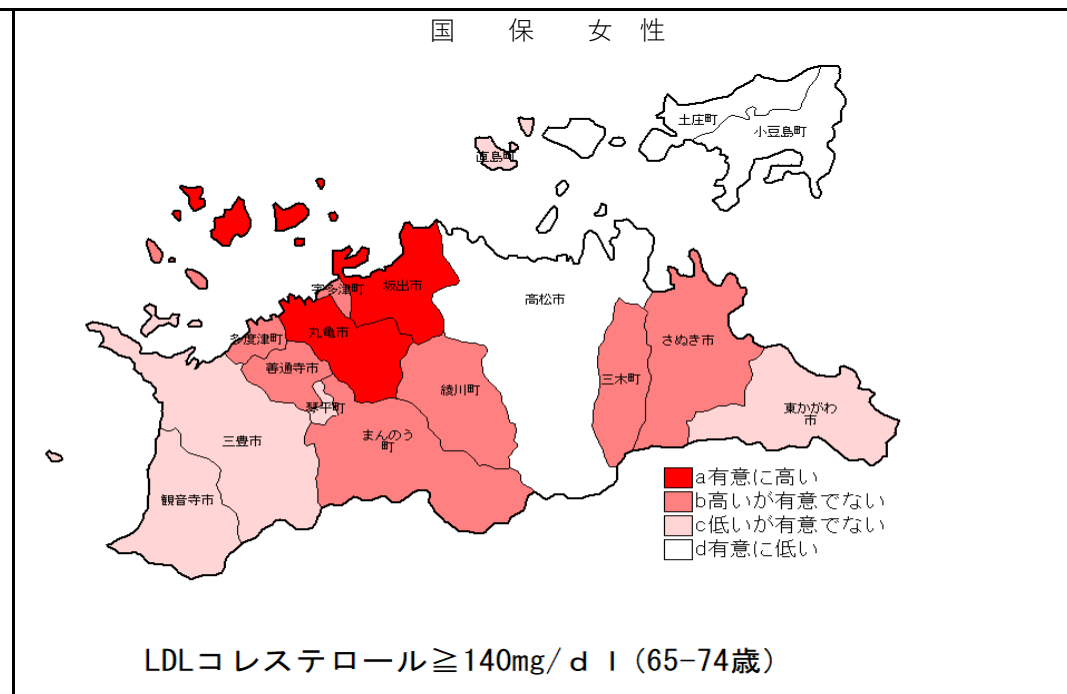 国 保 女 性
土庄町
小豆島町
直島町
宇多津町
坂出市
高松市
多度津町
丸亀市
さぬき市
善通寺市
三木町
綾川町
琴平町
東かがわ
市
まんのう
町
三豊市
観音寺市
a有意に高い
b高いが有意でない
c低いが有意でない
d有意に低い
LDLコレステロール≧140mg/ｄｌ(65-74歳)